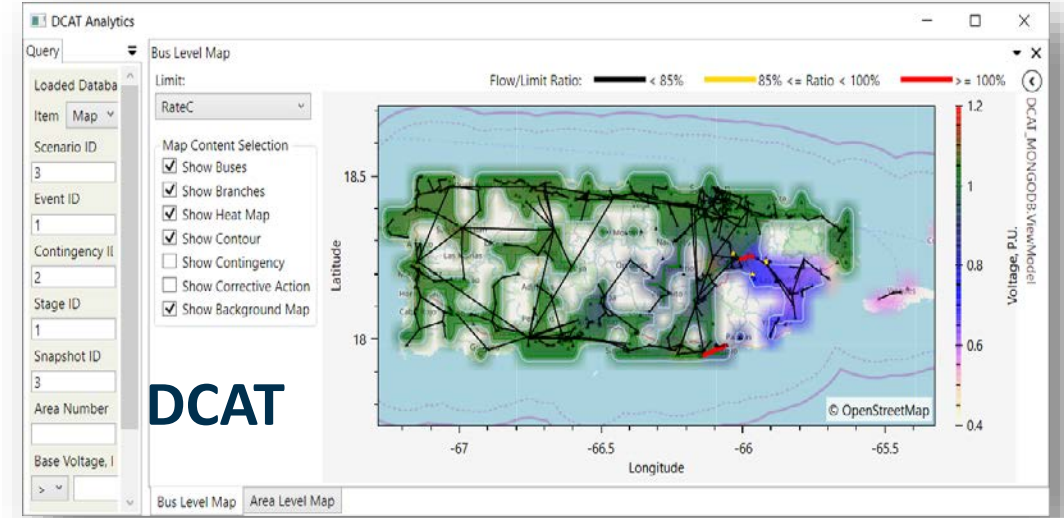 DCAT Analytics
Query
Loaded Databa
Item Map
Scenario ID
3
Event ID
1
Contingency II
2
Stage ID
1
Snapshot ID
3
Area Number
Base Voltage, I
>
Bus Level Map
Limit:
RateC
Map Content Selection
Show Buses
Show Branches
Show Heat Map
Show Contour
Show Contingency
Show Corrective Action
Show Background Map
DCAT
Flow/Limit Ratio: < 85% 85% <= Ratio < 100% >= 100%
Latitude
18.5
18
-67 -66.5 -66 -65.5
Longitude
© OpenStreetMap
1.2
1
0.8
0.6
0.4
Voltage, P.U.
DCAT_MONGODB.ViewModel
Bus Level Map Area Level Map